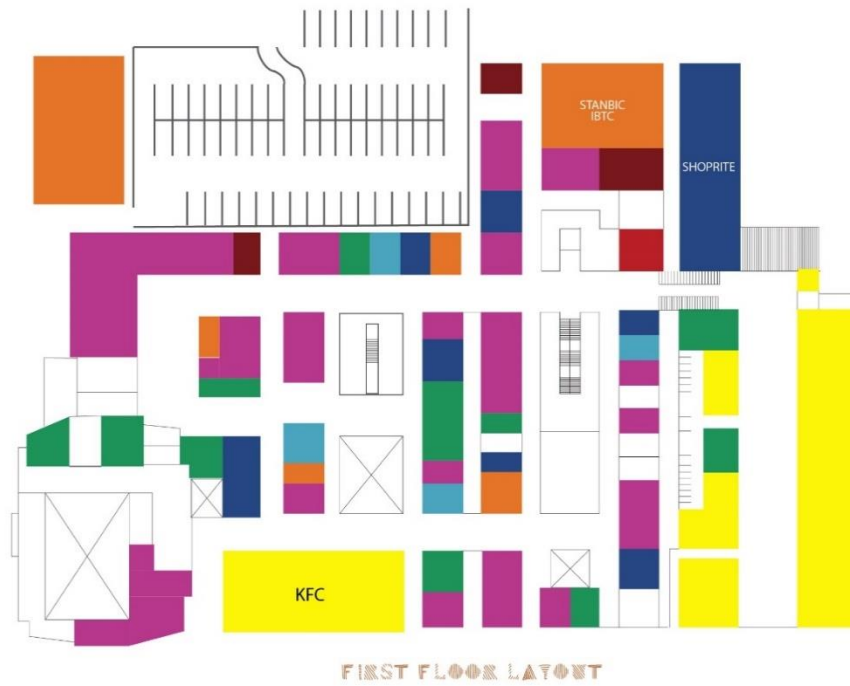 STANBIC
IBTC
SHOPRITE
KFC
FIRST FLOOR LAYOUT